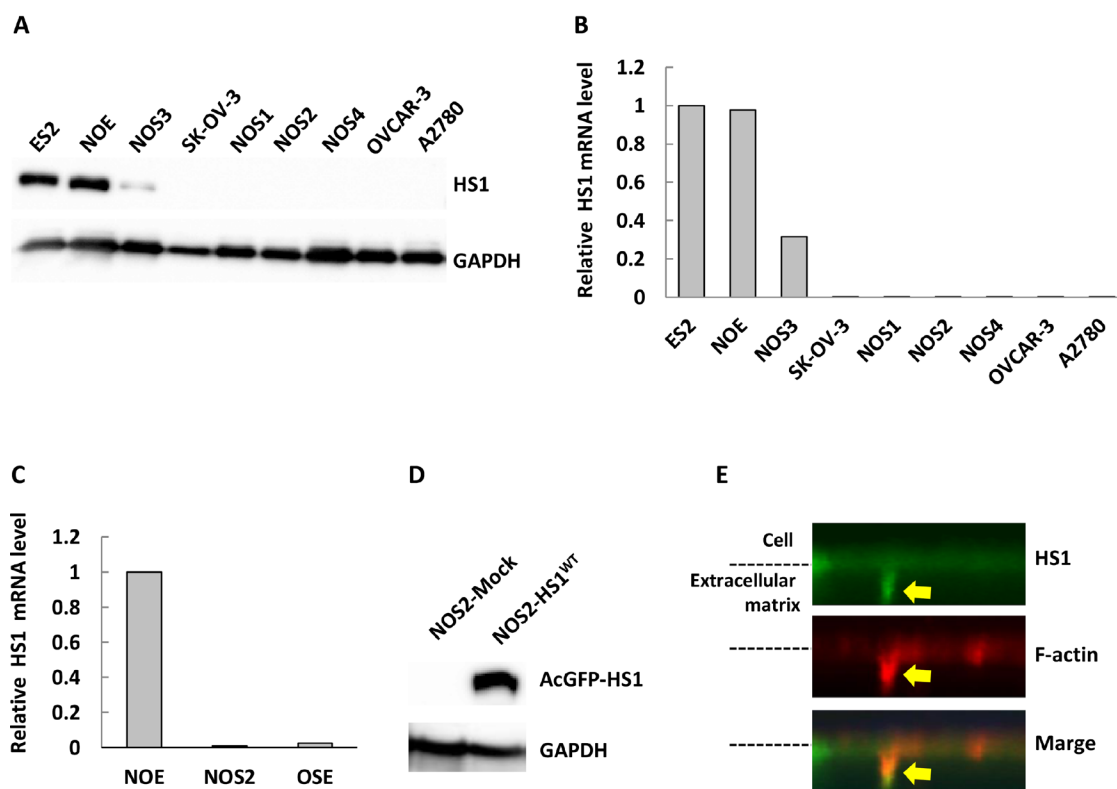 A
ES2 NOE NOS3 SK-OV-3 NOS1 NOS2 NOS4 OVCAR-3 A2780
HS1
GAPDH
B
Relative HS1 mRNA level
1.2
1
0.8
0.6
0.4
0.2
0
ES2 NOE NOS3 SK-OV-3 NOS1 NOS2 NOS4 OVCAR-3 A2780
C
Relative HS1 mRNA level
1.2
1
0.8
0.6
0.4
0.2
0
NOE NOS2 OSE
D
NOS2-Mock NOS2-HS1WT
AcGFP-HS1
GAPDH
E
Cell
Extracellular
matrix
HS1
F-actin
Marge